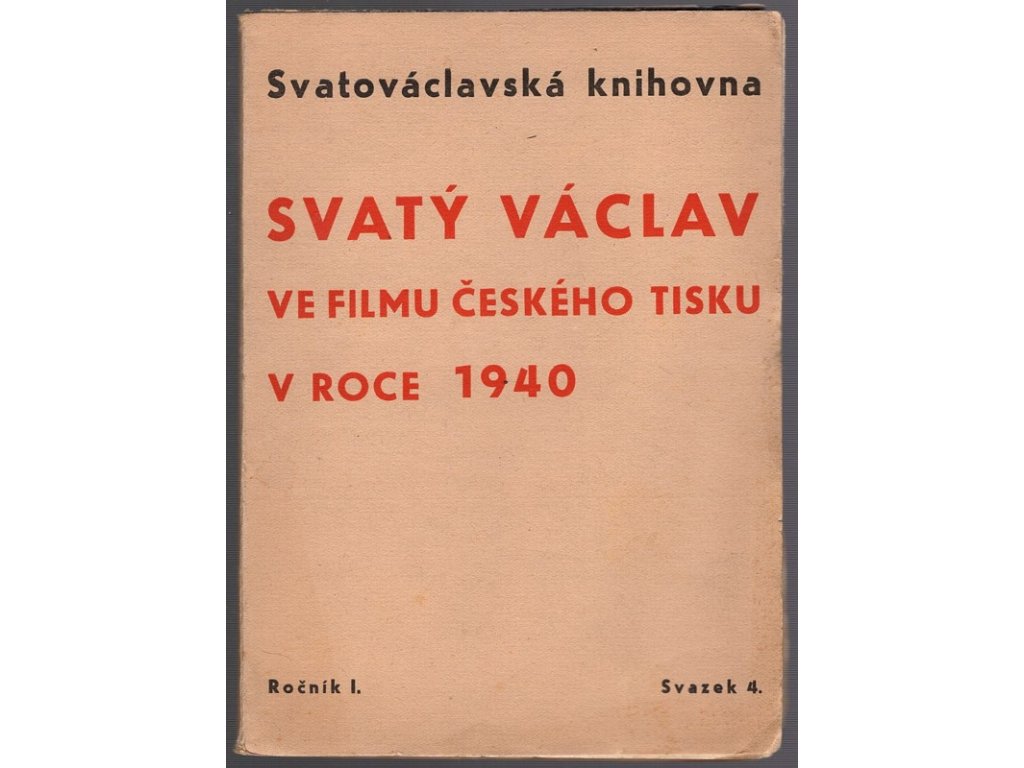 Svatováclavská knihovna
SVATÝ VÁCLAV
VE FILMU ČESKÉHO TISKU
V ROCE 1940
Ročník I.
Svazek 4.